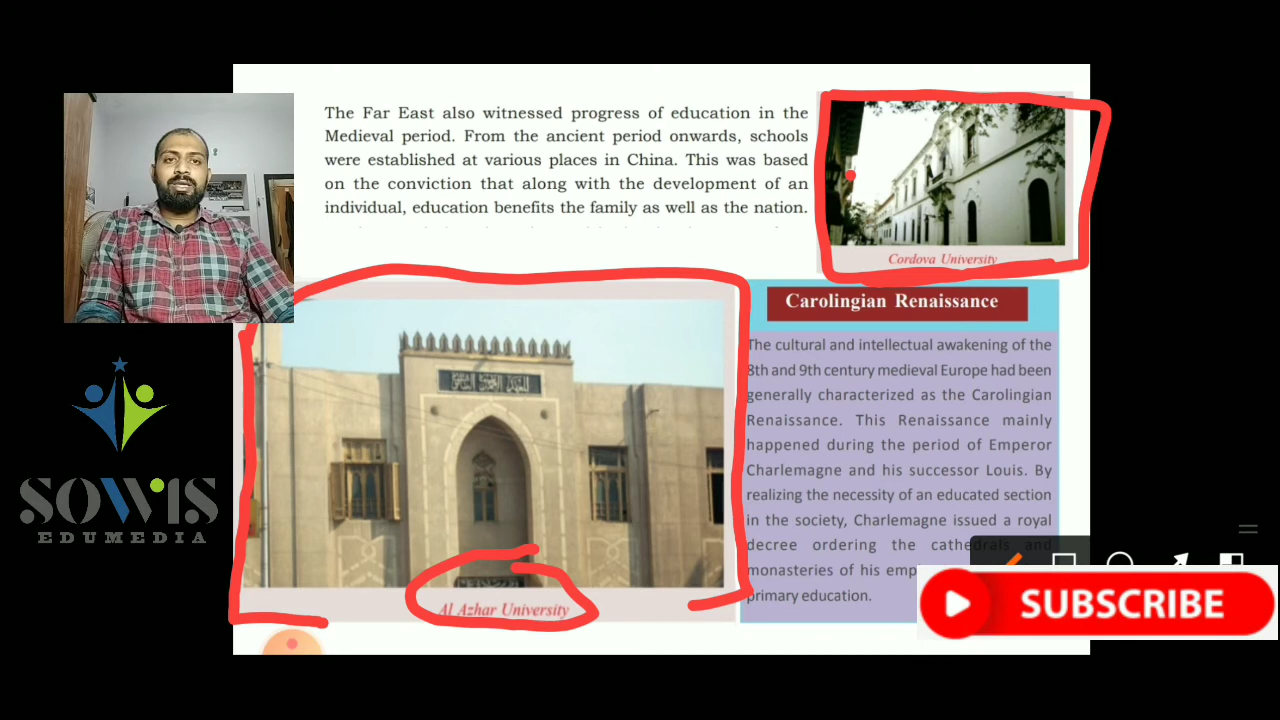 The Far East also witnessed progress of education in the
Medieval period. From the ancient period onwards, schools
were established at various places in China. This was based
on the conviction that along with the development of an
individual, education benefits the family as well as the nation.
Cordova University
Al Azhar University
Carolingian Renaissance
The cultural and intellectual awakening of the
8th and 9th century medieval Europe had been
generally characterized as the Carolingian
Renaissance. This Renaissance mainly
happened during the period of Emperor
Charlemagne and his successor Louis. By
realizing the necessity of an educated section
in the society, Charlemagne issued a royal
decree ordering the cathedrals and
monasteries of his emp
primary education.
SOWIS
EDUMEDIA
SUBSCRIBE